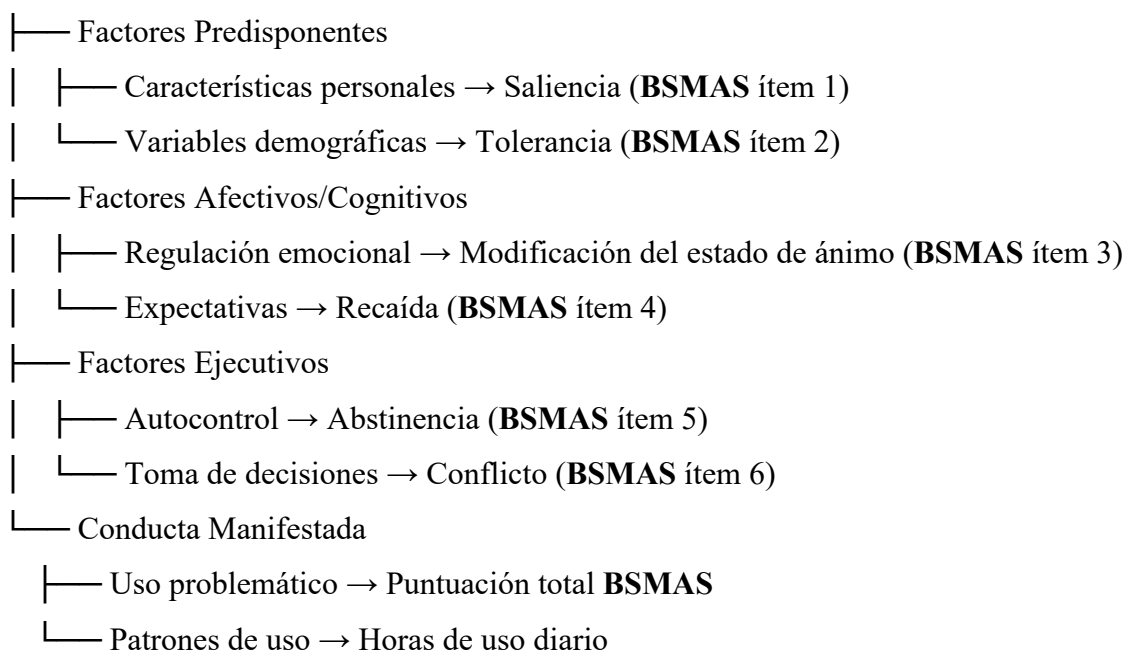 ├── Factores Predisponentes
│ ├── Características personales → Saliencia (BSMAS ítem 1)
│ └── Variables demográficas → Tolerancia (BSMAS ítem 2)
├── Factores Afectivos/Cognitivos
│ ├── Regulación emocional → Modificación del estado de ánimo (BSMAS ítem 3)
│ └── Expectativas → Recaída (BSMAS ítem 4)
├── Factores Ejecutivos
│ ├── Autocontrol → Abstinencia (BSMAS ítem 5)
│ └── Toma de decisiones → Conflicto (BSMAS ítem 6)
└── Conducta Manifestada
├── Uso problemático → Puntuación total BSMAS
└── Patrones de uso → Horas de uso diario